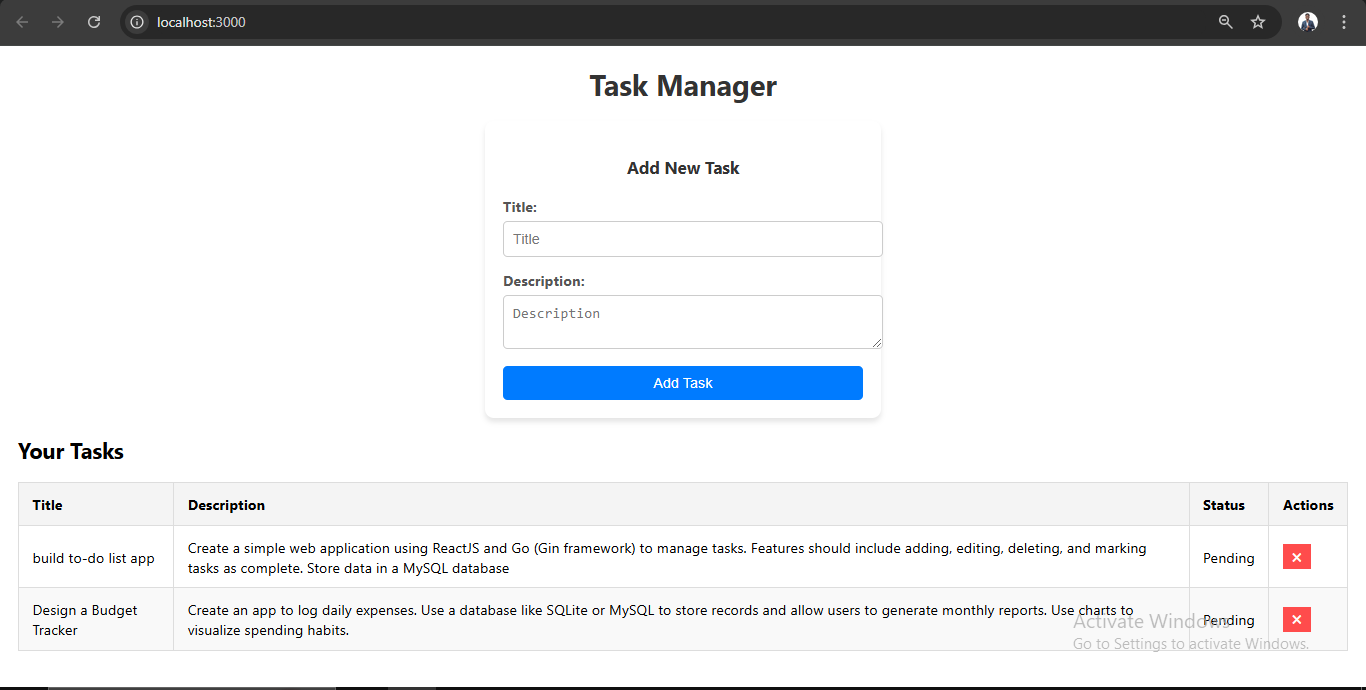 localhost:3000
Task Manager
Add New Task
Title:
Title
Description:
Description
Add Task
Your Tasks
Title Description Status Actions
build to-do list app
Create a simple web application using ReactJS and Go (Gin framework) to manage tasks. Features should include adding, editing, deleting, and marking
tasks as complete. Store data in a MySQL database
Pending
Design a Budget
Tracker
Create an app to log daily expenses. Use a database like SQLite or MySQL to store records and allow users to generate monthly reports. Use charts to
visualize spending habits.
Pending
Activate Windows
Go to Settings to activate Windows.